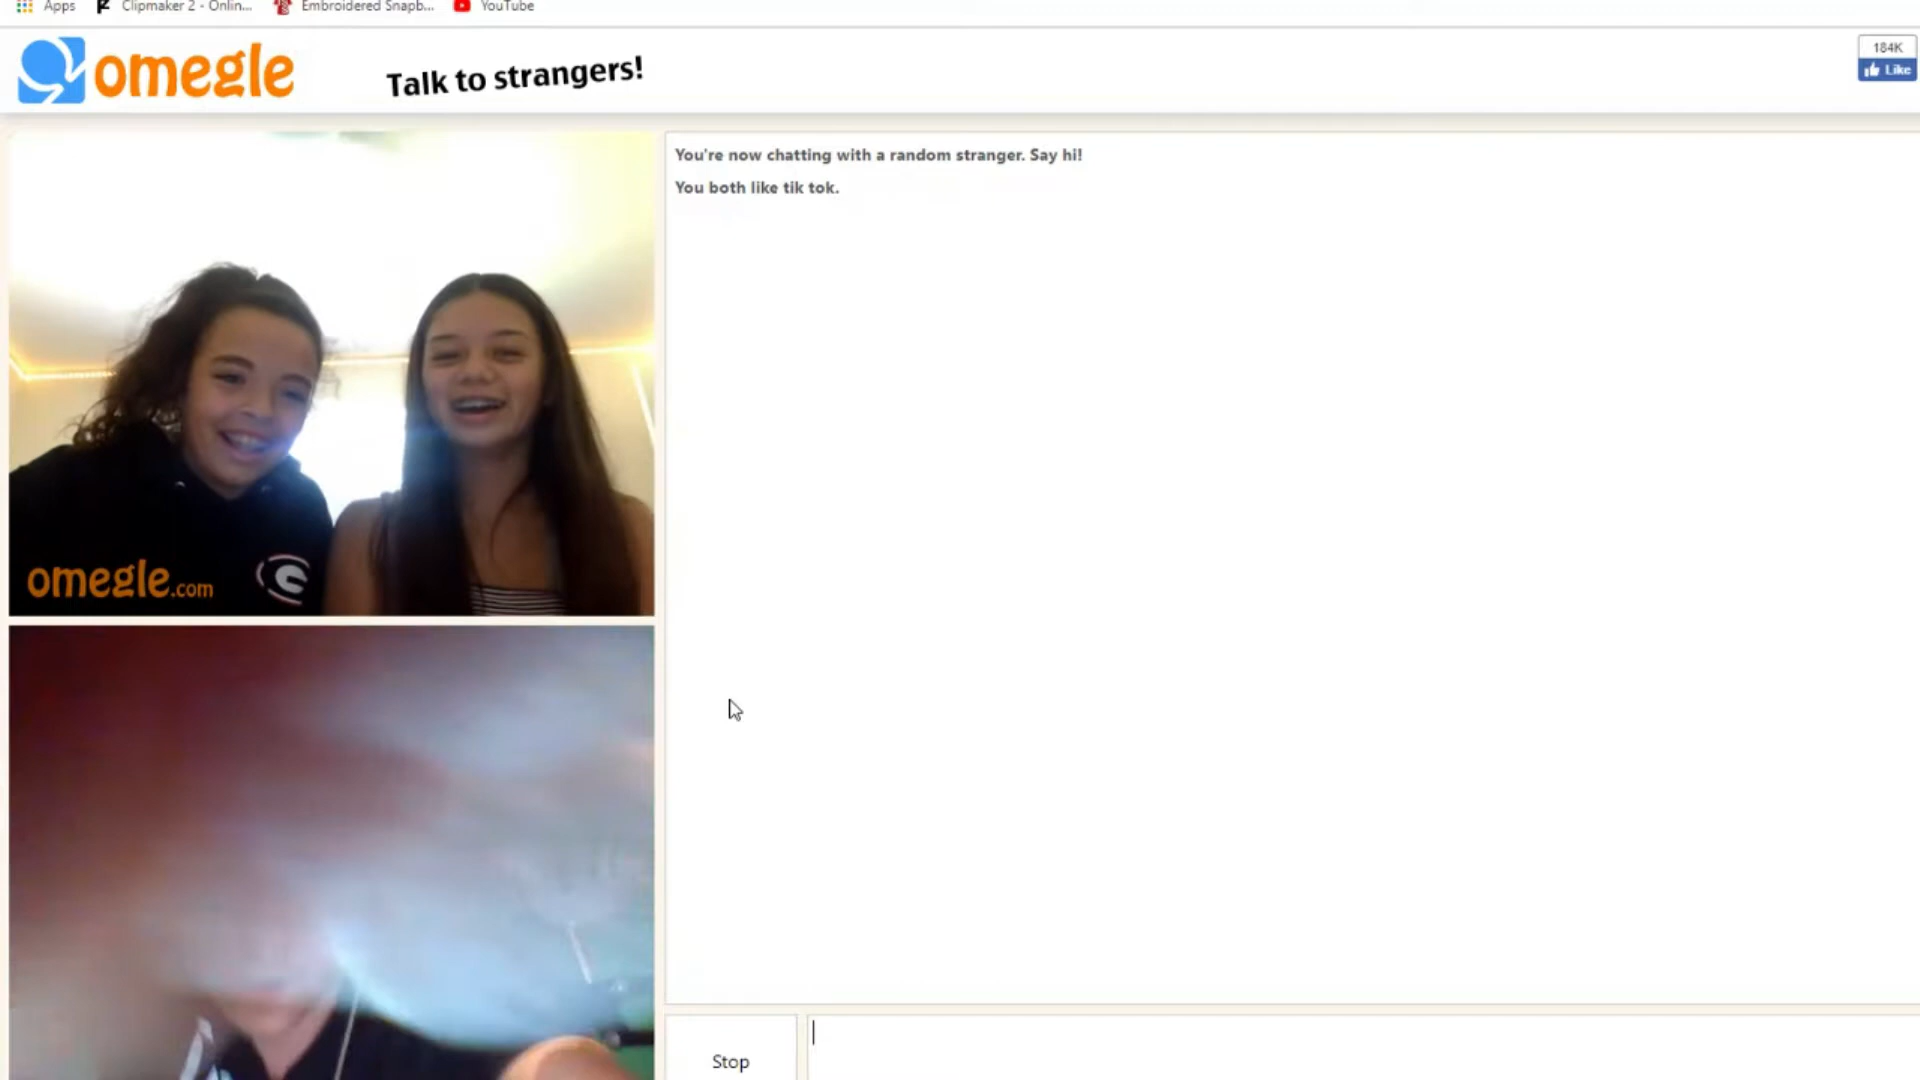 Apps
Clipmaker 2 - Onlin...
Embroidered Snapb...
YouTube
omegle
Talk to strangers!
184K
Like
You're now chatting with a random stranger. Say hi!
You both like tik tok.
omegle.com
Stop